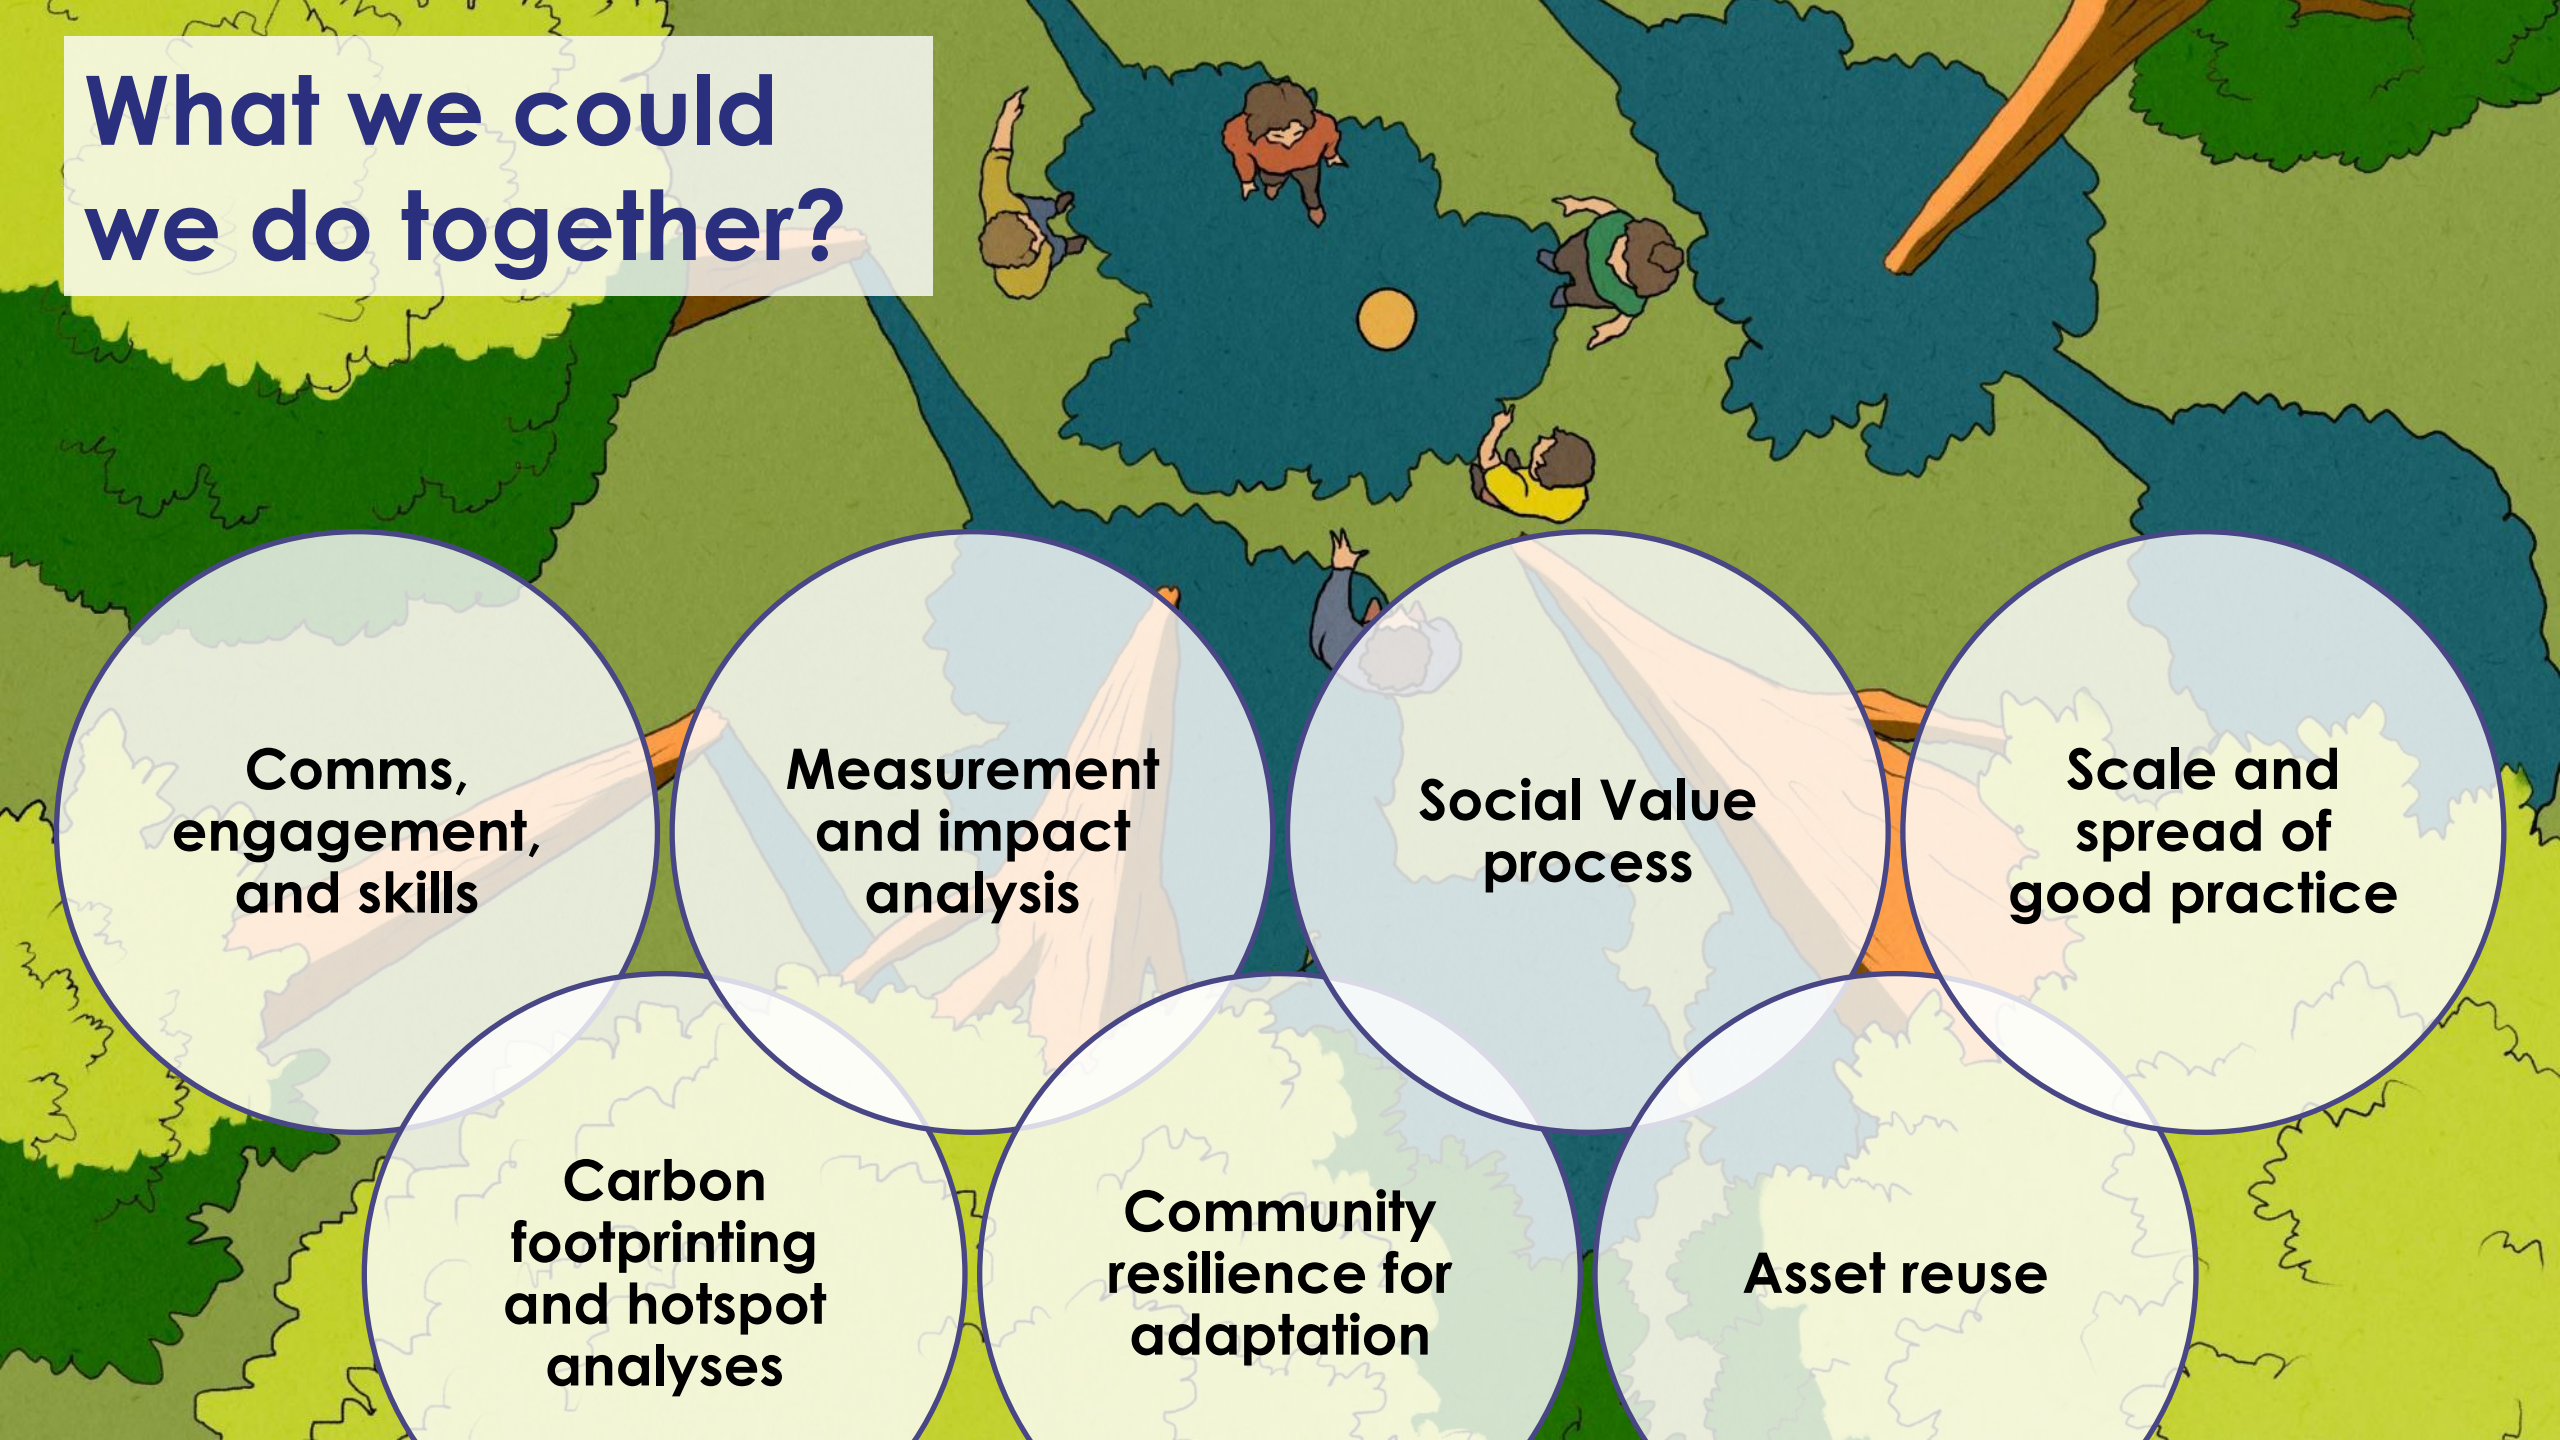 What we could
we do together?
Comms,
engagement,
and skills
Measurement
and impact
analysis
Social Value
process
Scale and
spread of
good practice
Carbon
footprinting
and hotspot
analyses
Community
resilience for
adaptation
Asset reuse